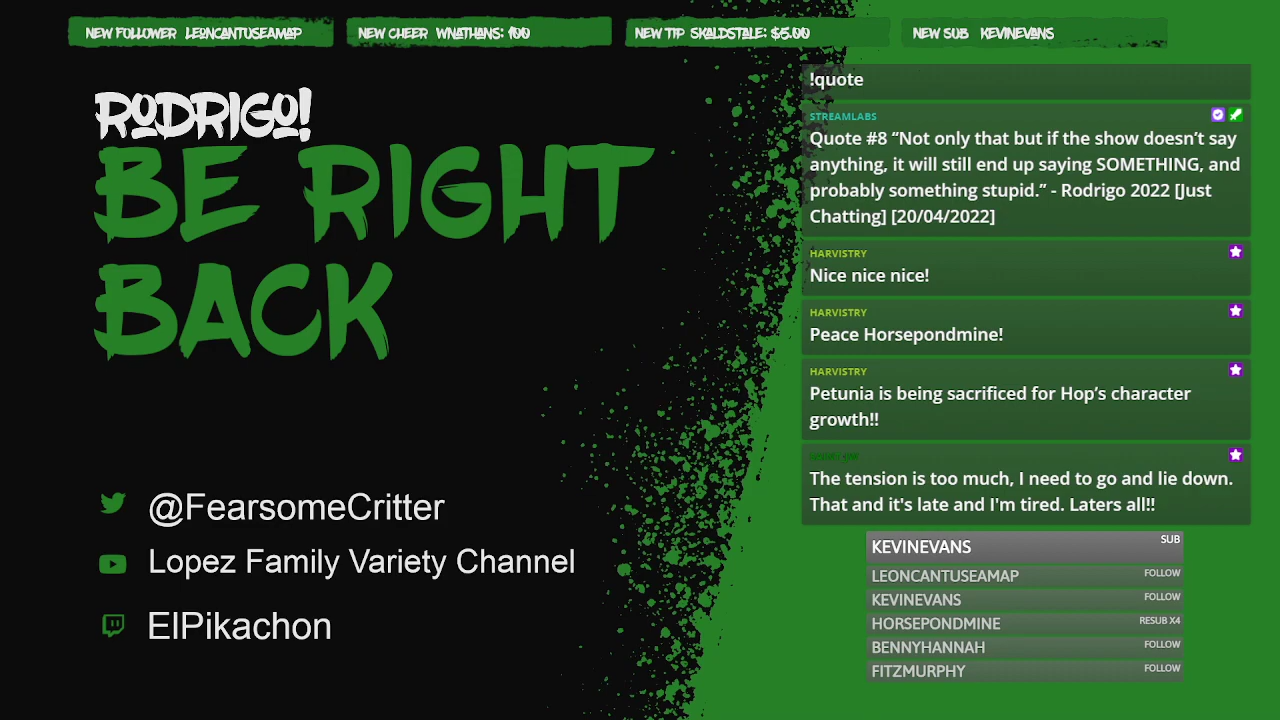 NEW FOLLOWER LEONCANTUSEAMAP
NEW CHEER WNATHANS: 100
NEW TIP SKALDSTALE: $5.00
NEW SUB KEVINEVANS
RODRIGO!
BE RIGHT
BACK
@FearsomeCritter
Lopez Family Variety Channel
ElPikachon
!quote
STREAMLABS
Quote #8 “Not only that but if the show doesn’t say
anything, it will still end up saying SOMETHING, and
probably something stupid.” - Rodrigo 2022 [Just
Chatting] [20/04/2022]
HARVISTRY
Nice nice nice!
HARVISTRY
Peace Horsepondmine!
HARVISTRY
Petunia is being sacrificed for Hop’s character
growth!!
The tension is too much, I need to go and lie down.
That and it's late and I'm tired. Laters all!!
KEVINEVANS SUB
LEONCANTUSEAMAP FOLLOW
KEVINEVANS FOLLOW
HORSEPONDMINE RESUB X4
BENNYHANNAH FOLLOW
FITZMURPHY FOLLOW